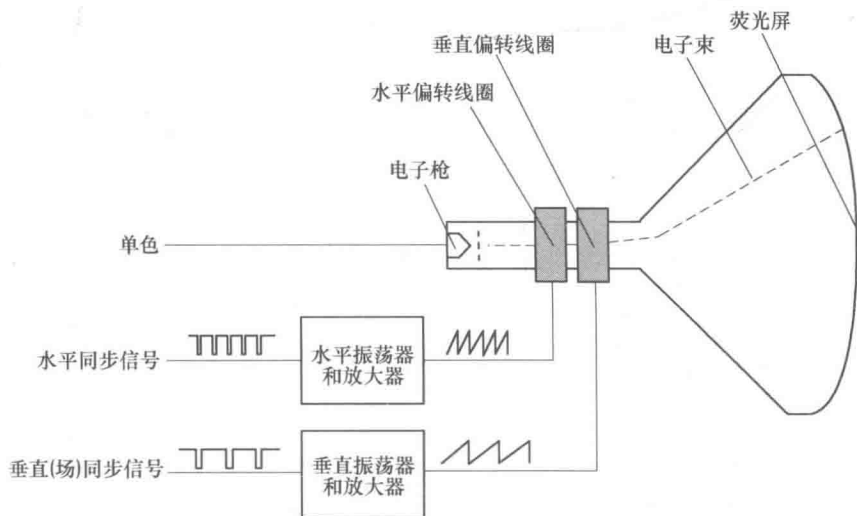 荧光屏
垂直偏转线圈
电子束
水平偏转线圈
电子枪
单色
水平同步信号
水平振荡器
和放大器
垂直(场)同步信号
垂直振荡器
和放大器